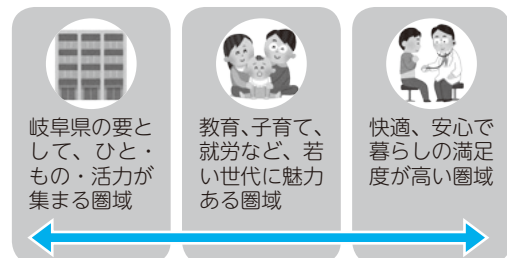 岐阜県の要と
して、ひと・
もの・活力が
集まる圏域
教育、子育て、
就労など、若
い世代に魅力
ある圏域
快適、安心で
暮らしの満足
度が高い圏域